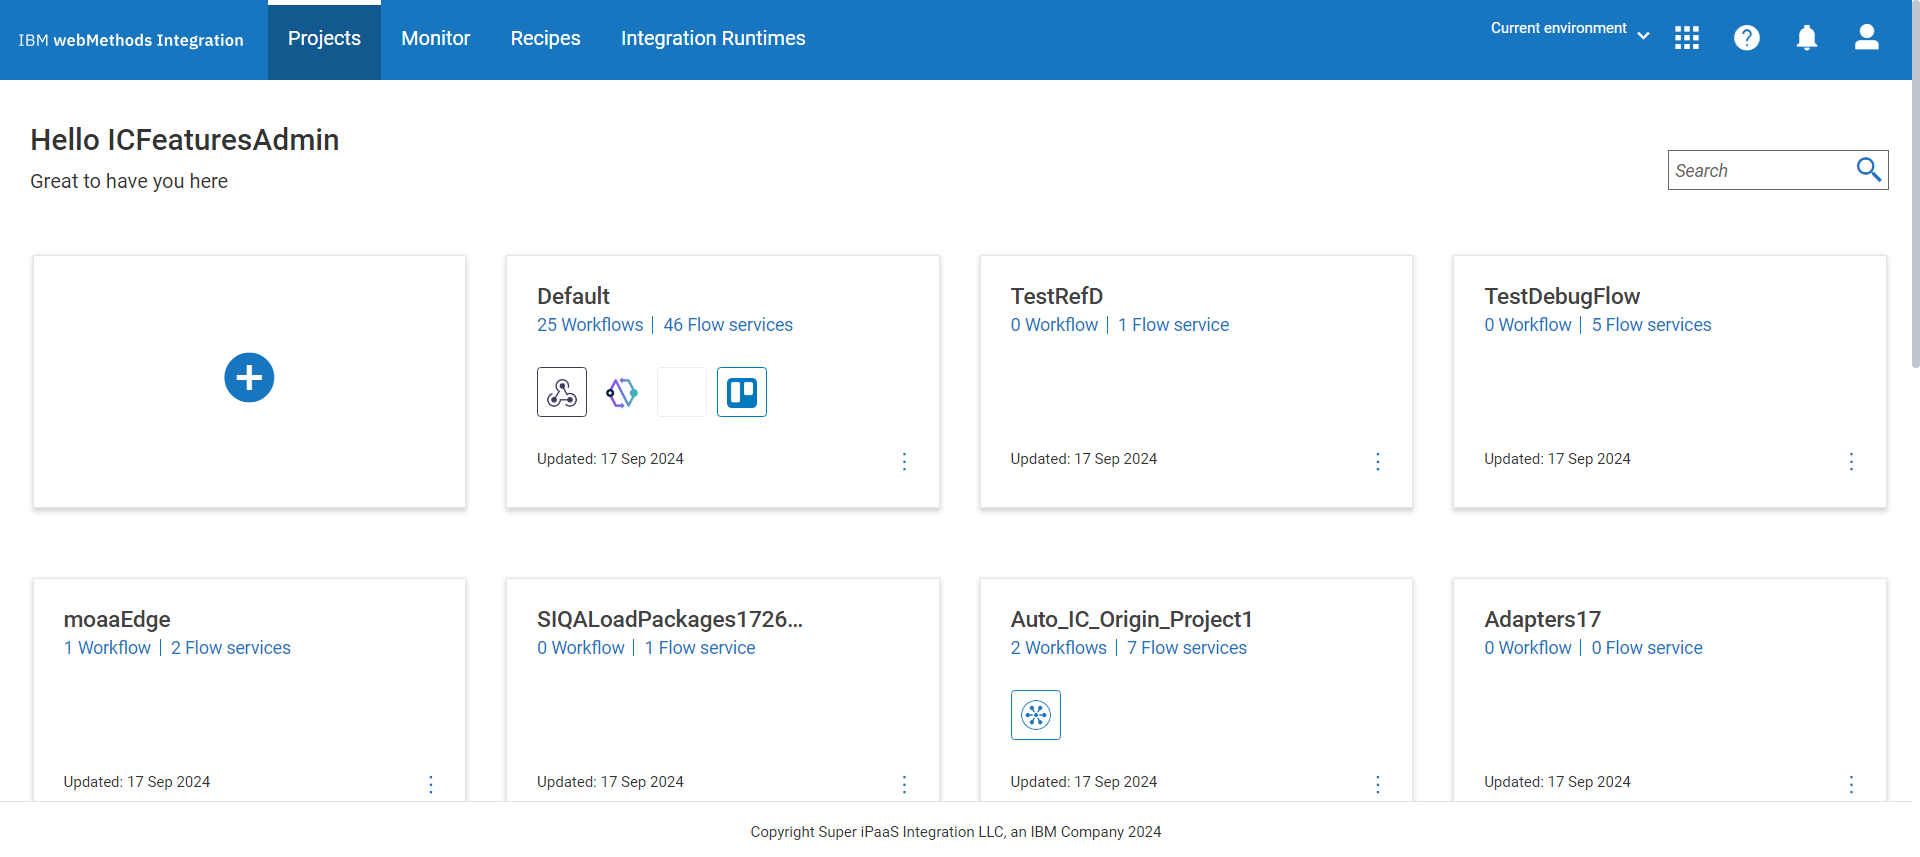 IBM webMethods Integration
Projects
Monitor
Recipes
Integration Runtimes
Current environment
Hello ICFeaturesAdmin
Great to have you here
Search
Default
25 Workflows | 46 Flow services
Updated: 17 Sep 2024
TestRefD
0 Workflow | 1 Flow service
Updated: 17 Sep 2024
TestDebugFlow
0 Workflow | 5 Flow services
Updated: 17 Sep 2024
moaaEdge
1 Workflow | 2 Flow services
Updated: 17 Sep 2024
SIQALoadPackages1726...
0 Workflow | 1 Flow service
Updated: 17 Sep 2024
Auto_IC_Origin_Project1
2 Workflows | 7 Flow services
Updated: 17 Sep 2024
Adapters17
0 Workflow | 0 Flow service
Updated: 17 Sep 2024
Copyright Super iPaaS Integration LLC, an IBM Company 2024